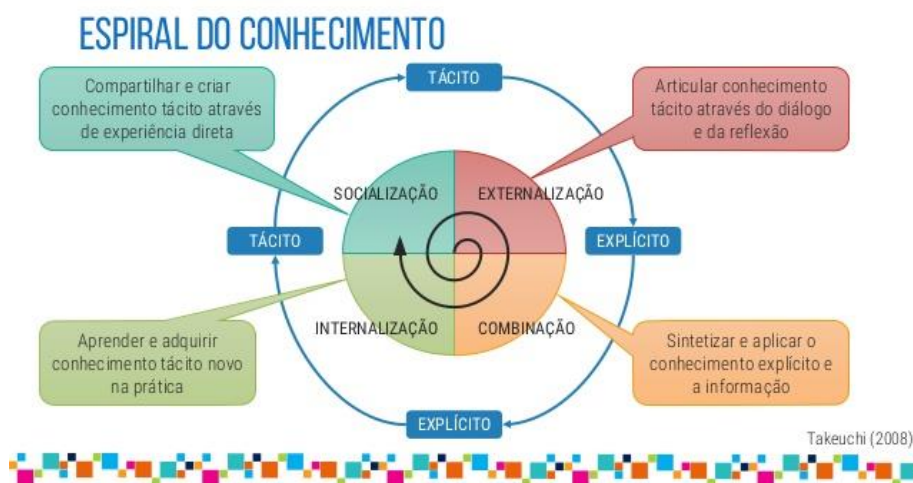 ESPIRAL DO CONHECIMENTO
Compartilhar e criar
conhecimento tácito através
de experiência direta
TÁCITO
Articular conhecimento
tácito através do diálogo
e da reflexão
SOCIALIZAÇÃO
EXTERNALIZAÇÃO
TÁCITO
EXPLÍCITO
INTERNALIZAÇÃO
COMBINAÇÃO
Aprender e adquirir
conhecimento tácito novo
na prática
Sintetizar e aplicar o
conhecimento explícito e
a informação
EXPLÍCITO
Takeuchi (2008)